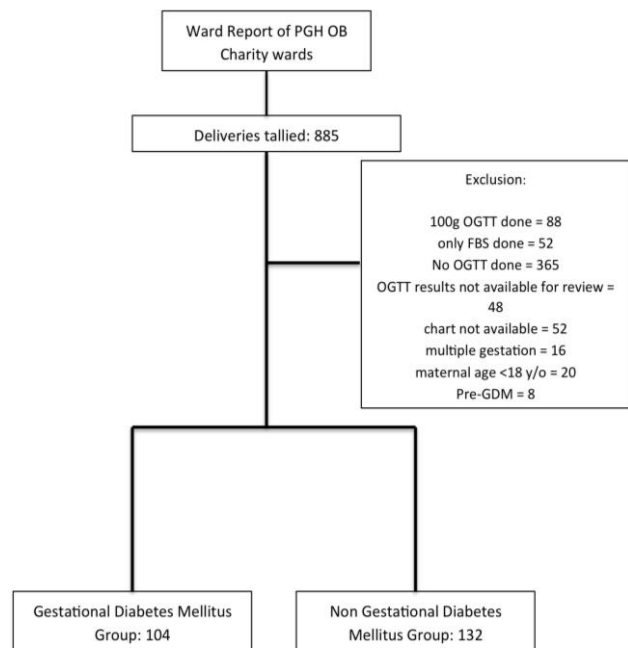 Ward Report of PGH OB
Charity wards
Deliveries tallied: 885
Exclusion:
100g OGTT done = 88
only FBS done = 52
No OGTT done = 365
OGTT results not available for review =
48
chart not available = 52
multiple gestation = 16
maternal age <18 y/o = 20
Pre-GDM = 8
Gestational Diabetes Mellitus
Group: 104
Non Gestational Diabetes
Mellitus Group: 132